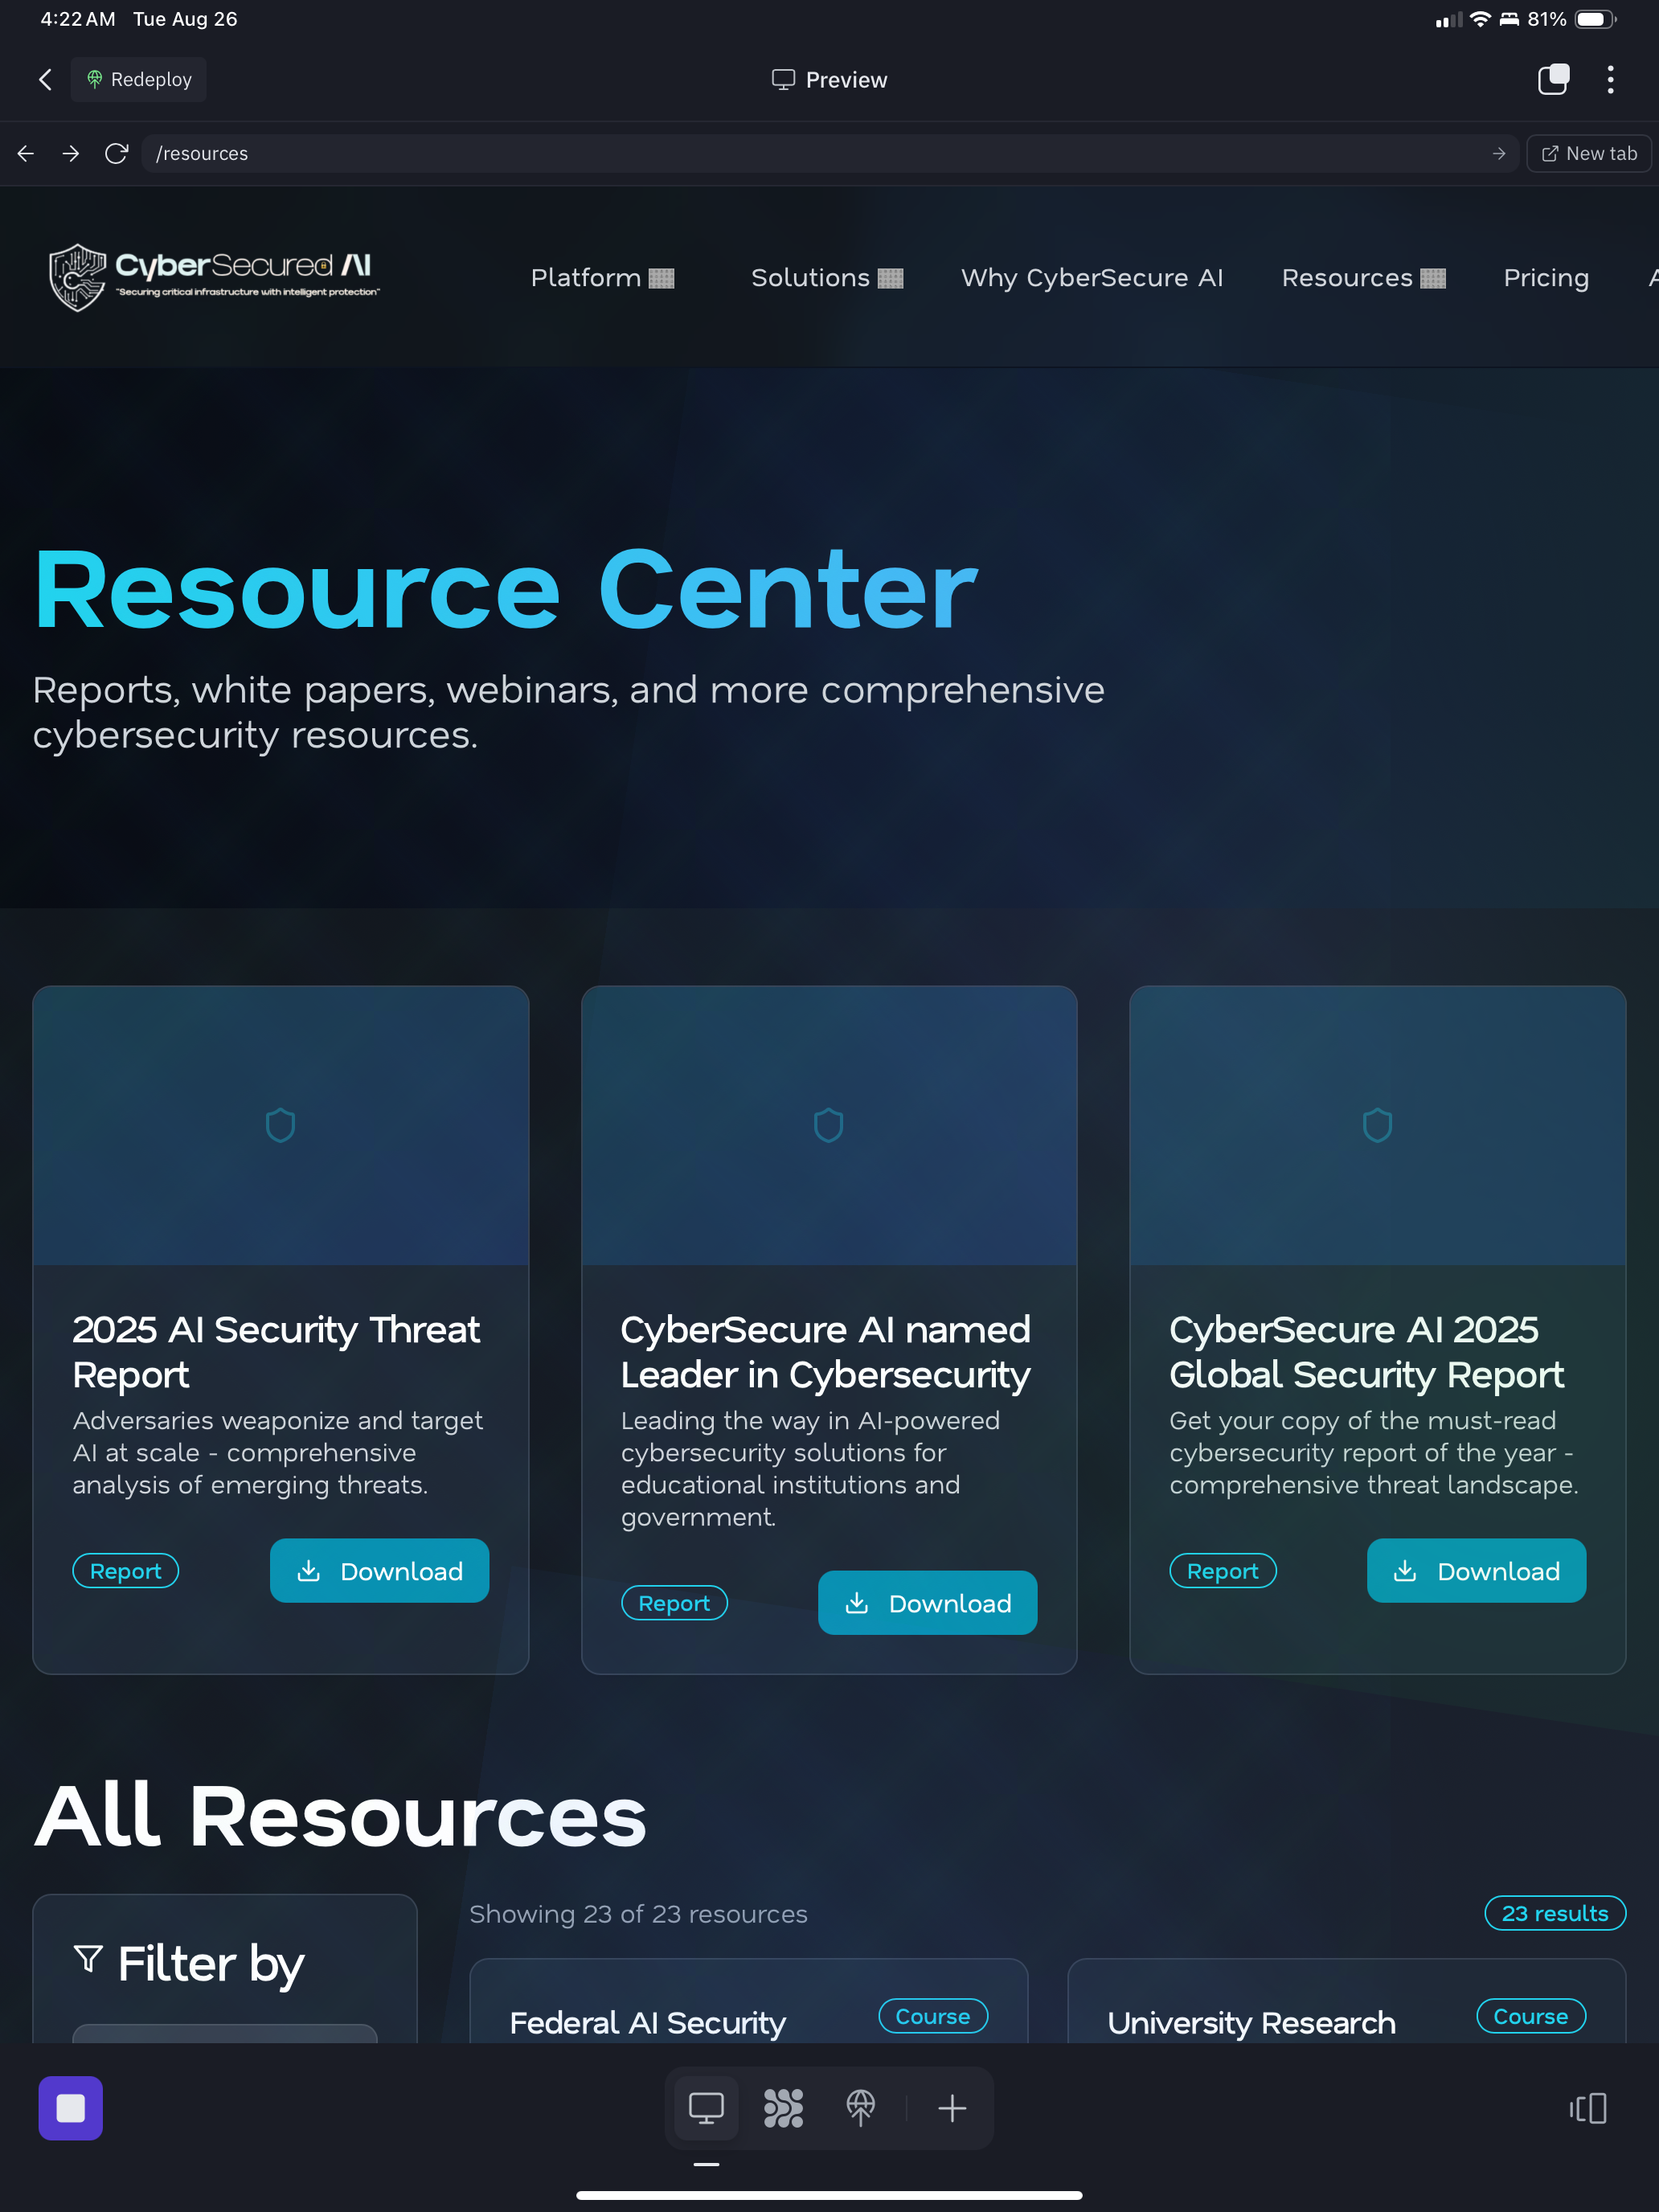 4:22 AM Tue Aug 26
81%
Redeploy
Preview
/resources
New tab
CyberSecured AI
"Securing critical infrastructure with intelligent protection"
Platform
Solutions
Why CyberSecure AI
Resources
Pricing
A
Resource Center
Reports, white papers, webinars, and more comprehensive
cybersecurity resources.
2025 AI Security Threat
Report
Adversaries weaponize and target
AI at scale - comprehensive
analysis of emerging threats.
Report
Download
CyberSecure AI named
Leader in Cybersecurity
Leading the way in AI-powered
cybersecurity solutions for
educational institutions and
government.
Report
Download
CyberSecure AI 2025
Global Security Report
Get your copy of the must-read
cybersecurity report of the year -
comprehensive threat landscape.
Report
Download
All Resources
Filter by
Showing 23 of 23 resources
23 results
Federal AI Security
Course
University Research
Course